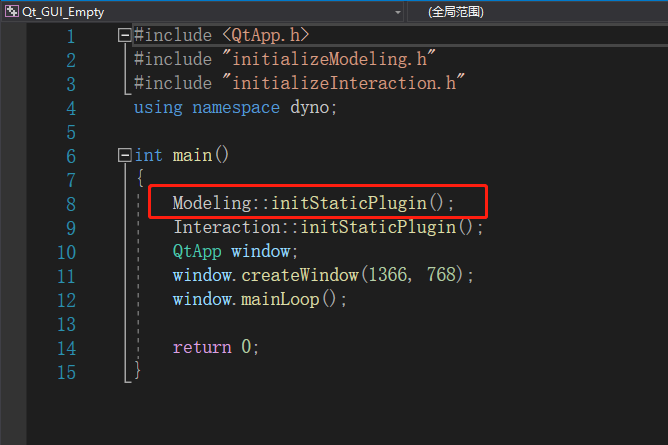 Qt_GUI_Empty (全局范围)
1 #include <QtApp.h>
2 #include "initializeModeling.h"
3 #include "initializeInteraction.h"
4 using namespace dyno;
5
6 int main()
7 {
8 Modeling::initStaticPlugin();
9 Interaction::initStaticPlugin();
10 QtApp window;
11 window.createWindow(1366, 768);
12 window.mainLoop();
13
14 return 0;
15 }